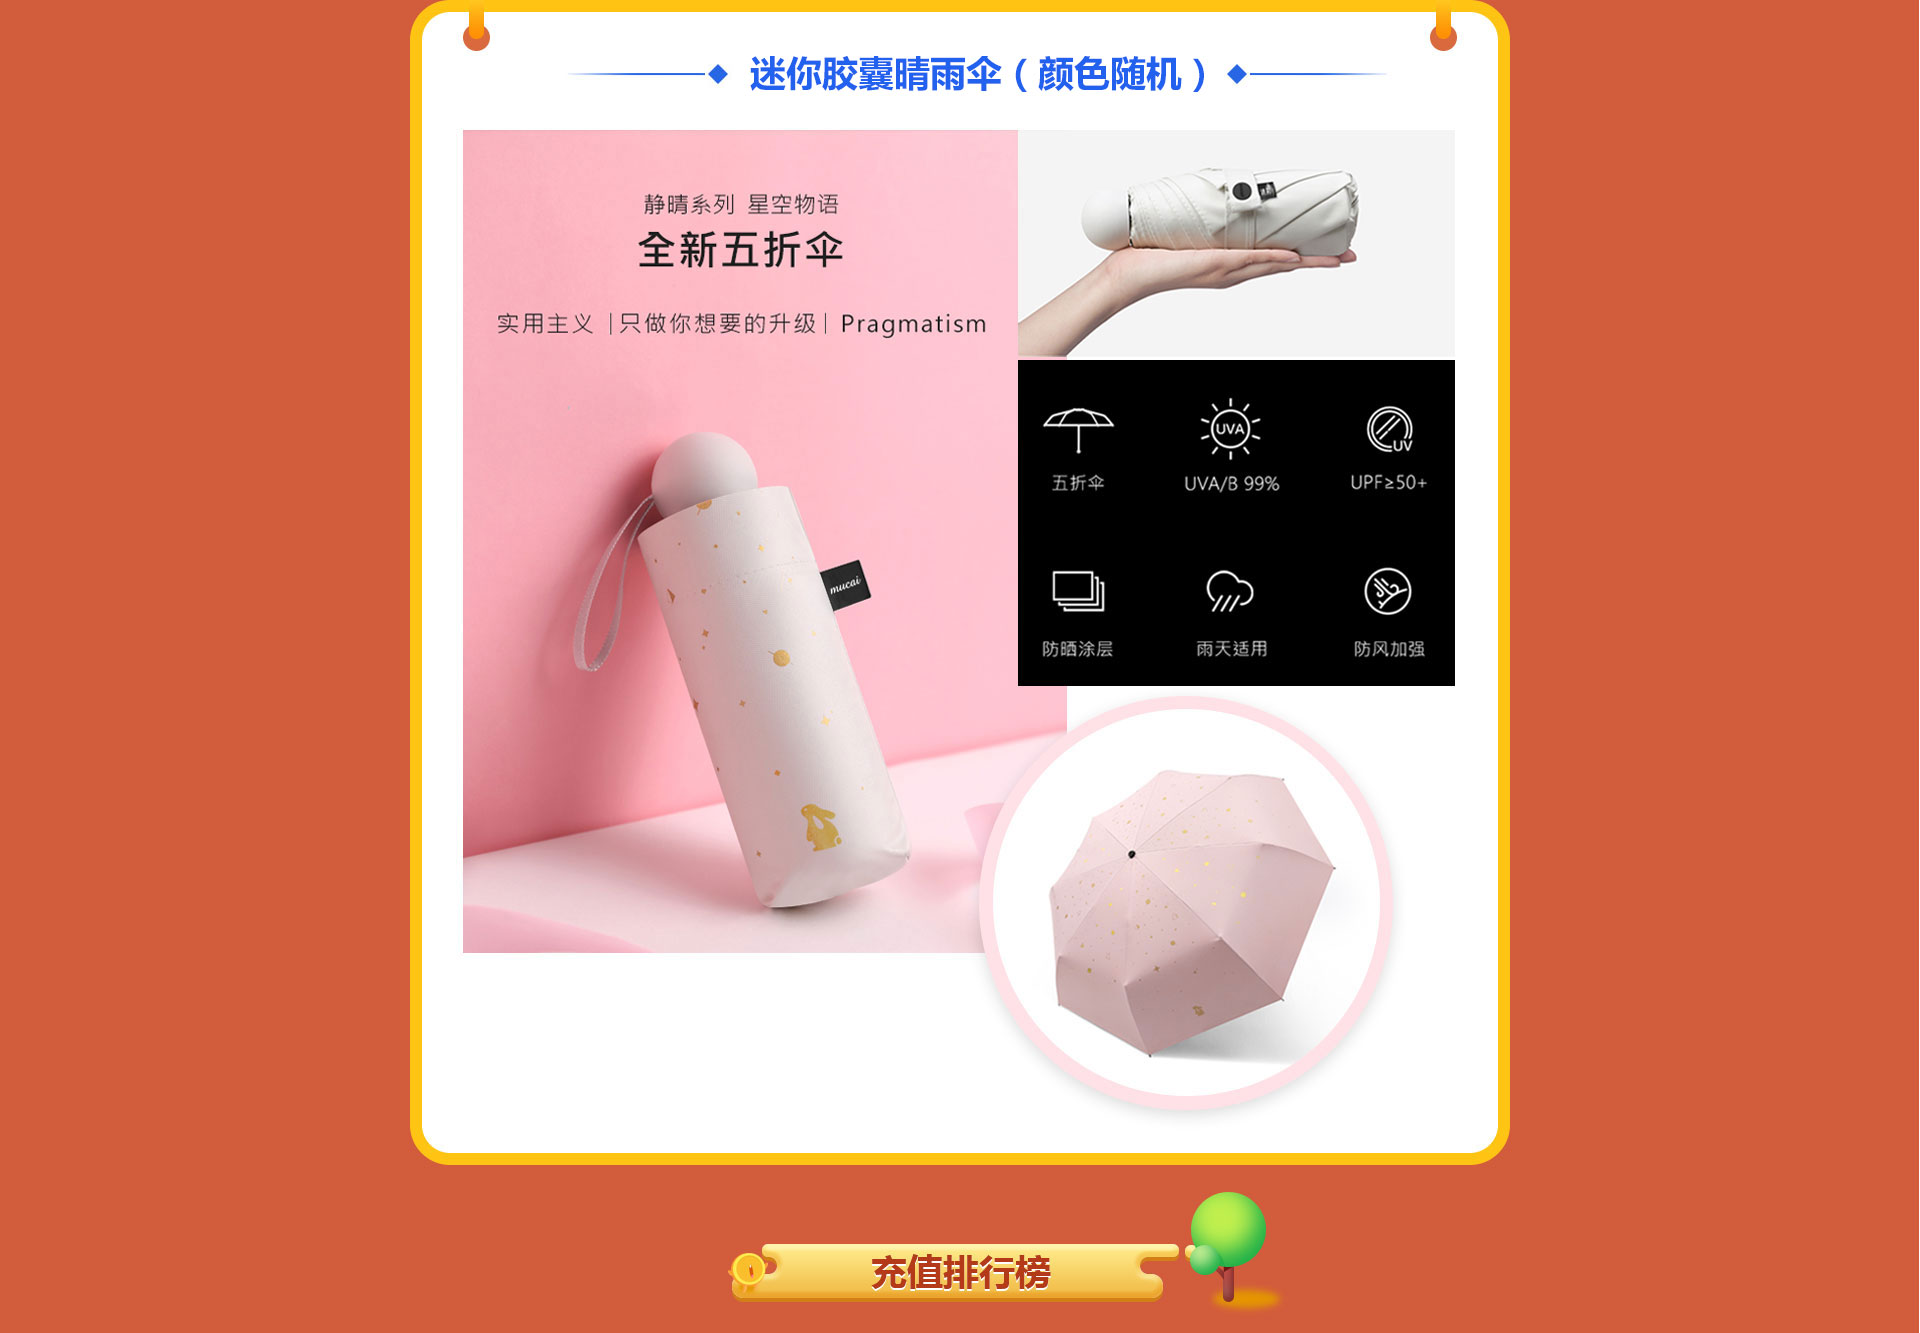 迷你胶囊晴雨伞（颜色随机）
静晴系列 星空物语
全新五折伞
实用主义 |只做你想要的升级| Pragmatism
mucai
UVA
UV
五折伞
UVA/B 99%
UPF≥50+
防晒涂层
雨天适用
防风加强
充值排行榜